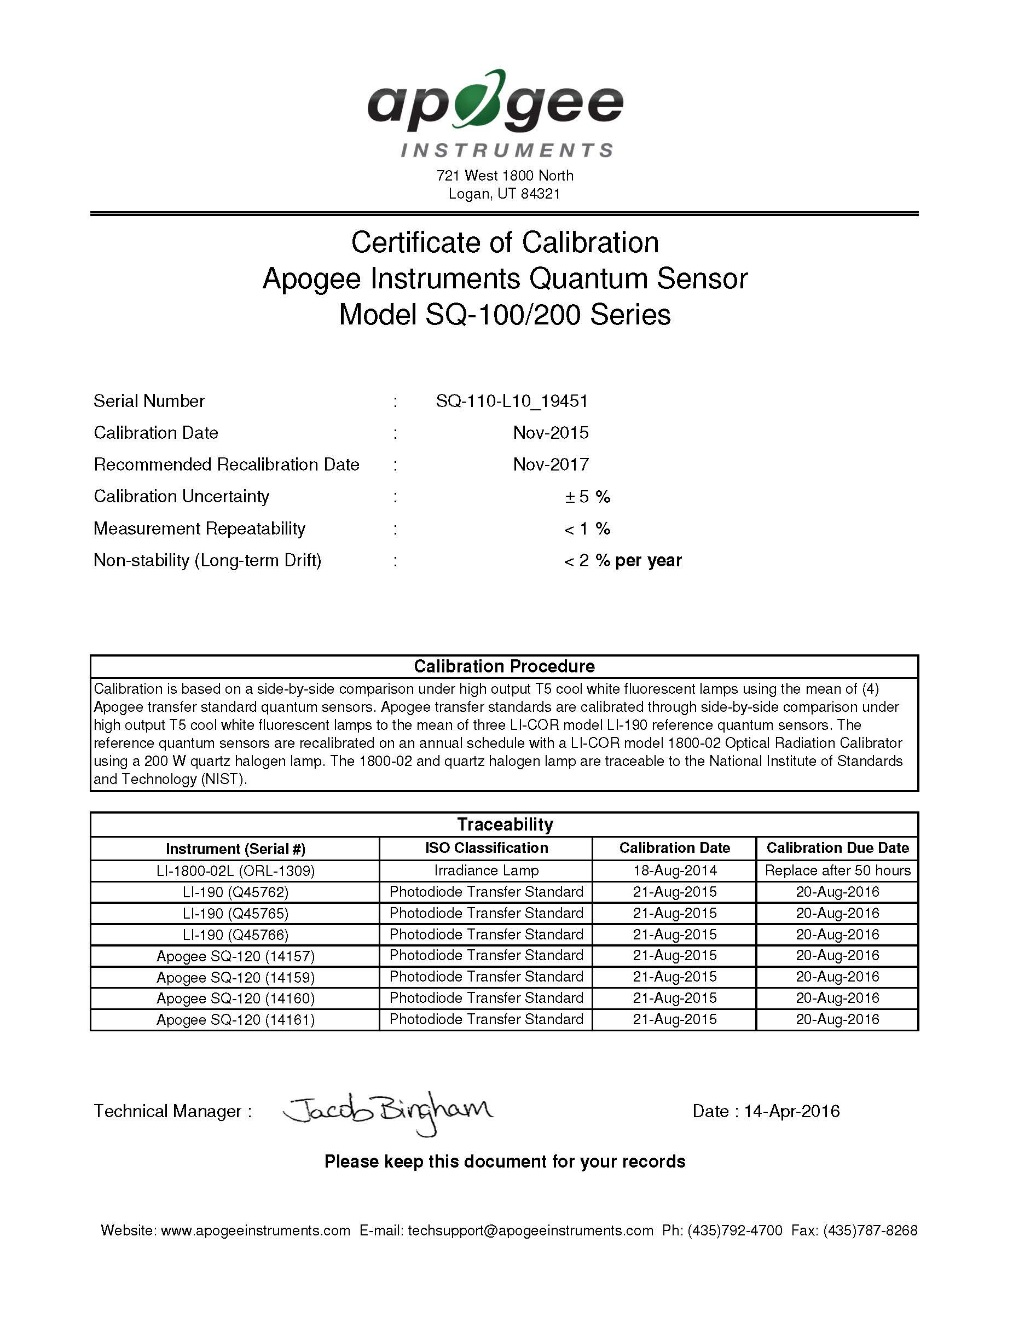 apogee
INSTRUMENTS
721 West 1800 North
Logan, UT 84321
Certificate of Calibration
Apogee Instruments Quantum Sensor
Model SQ-100/200 Series
Serial Number : SQ-110-L10_19451
Calibration Date : Nov-2015
Recommended Recalibration Date : Nov-2017
Calibration Uncertainty : ± 5 %
Measurement Repeatability : < 1 %
Non-stability (Long-term Drift) : < 2 % per year
Calibration Procedure
Calibration is based on a side-by-side comparison under high output T5 cool white fluorescent lamps using the mean of (4)
Apogee transfer standard quantum sensors. Apogee transfer standards are calibrated through side-by-side comparison under
high output T5 cool white fluorescent lamps to the mean of three LI-COR model LI-190 reference quantum sensors. The
reference quantum sensors are recalibrated on an annual schedule with a LI-COR model 1800-02 Optical Radiation Calibrator
using a 200 W quartz halogen lamp. The 1800-02 and quartz halogen lamp are traceable to the National Institute of Standards
and Technology (NIST).
Traceability
Instrument (Serial #) ISO Classification Calibration Date Calibration Due Date
LI-1800-02L (ORL-1309) Irradiance Lamp 18-Aug-2014 Replace after 50 hours
LI-190 (Q45762) Photodiode Transfer Standard 21-Aug-2015 20-Aug-2016
LI-190 (Q45765) Photodiode Transfer Standard 21-Aug-2015 20-Aug-2016
LI-190 (Q45766) Photodiode Transfer Standard 21-Aug-2015 20-Aug-2016
Apogee SQ-120 (14157) Photodiode Transfer Standard 21-Aug-2015 20-Aug-2016
Apogee SQ-120 (14159) Photodiode Transfer Standard 21-Aug-2015 20-Aug-2016
Apogee SQ-120 (14160) Photodiode Transfer Standard 21-Aug-2015 20-Aug-2016
Apogee SQ-120 (14161) Photodiode Transfer Standard 21-Aug-2015 20-Aug-2016
Technical Manager : Jacob Bingham Date : 14-Apr-2016
Please keep this document for your records
Website: www.apogeeinstruments.com E-mail: techsupport@apogeeinstruments.com Ph: (435)792-4700 Fax: (435)787-8268